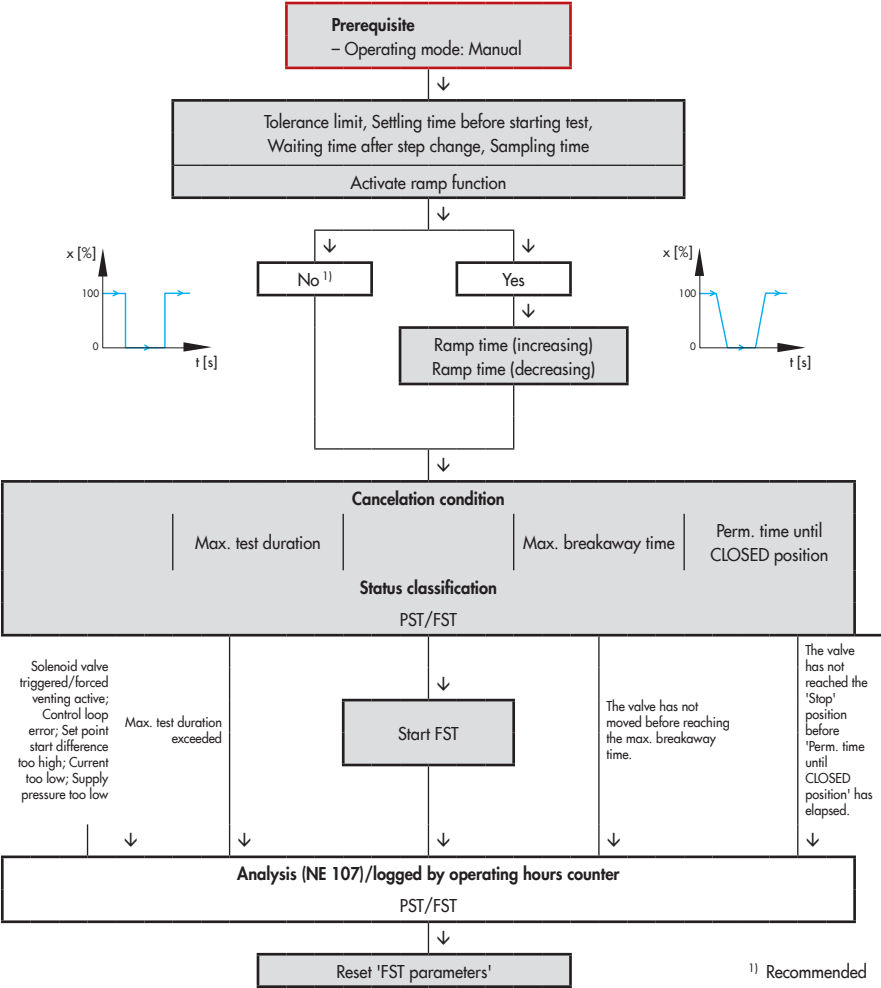 Prerequisite
– Operating mode: Manual
Tolerance limit, Settling time before starting test,
Waiting time after step change, Sampling time
Activate ramp function
x [%]
100
0
t [s]
No 1)
Yes
Ramp time (increasing)
Ramp time (decreasing)
x [%]
100
0
t [s]
Cancelation condition
Max. test duration
Max. breakaway time
Perm. time until
CLOSED position
Status classification
PST/FST
Solenoid valve
triggered/forced
venting active;
Control loop
error; Set point
start difference
too high; Current
too low; Supply
pressure too low
Max. test duration
exceeded
Start FST
The valve has not
moved before reaching
the max. breakaway
time.
The valve
has not
reached the
'Stop'
position
before
'Perm. time
until
CLOSED
position' has
elapsed.
Analysis (NE 107)/logged by operating hours counter
PST/FST
Reset 'FST parameters'
1) Recommended